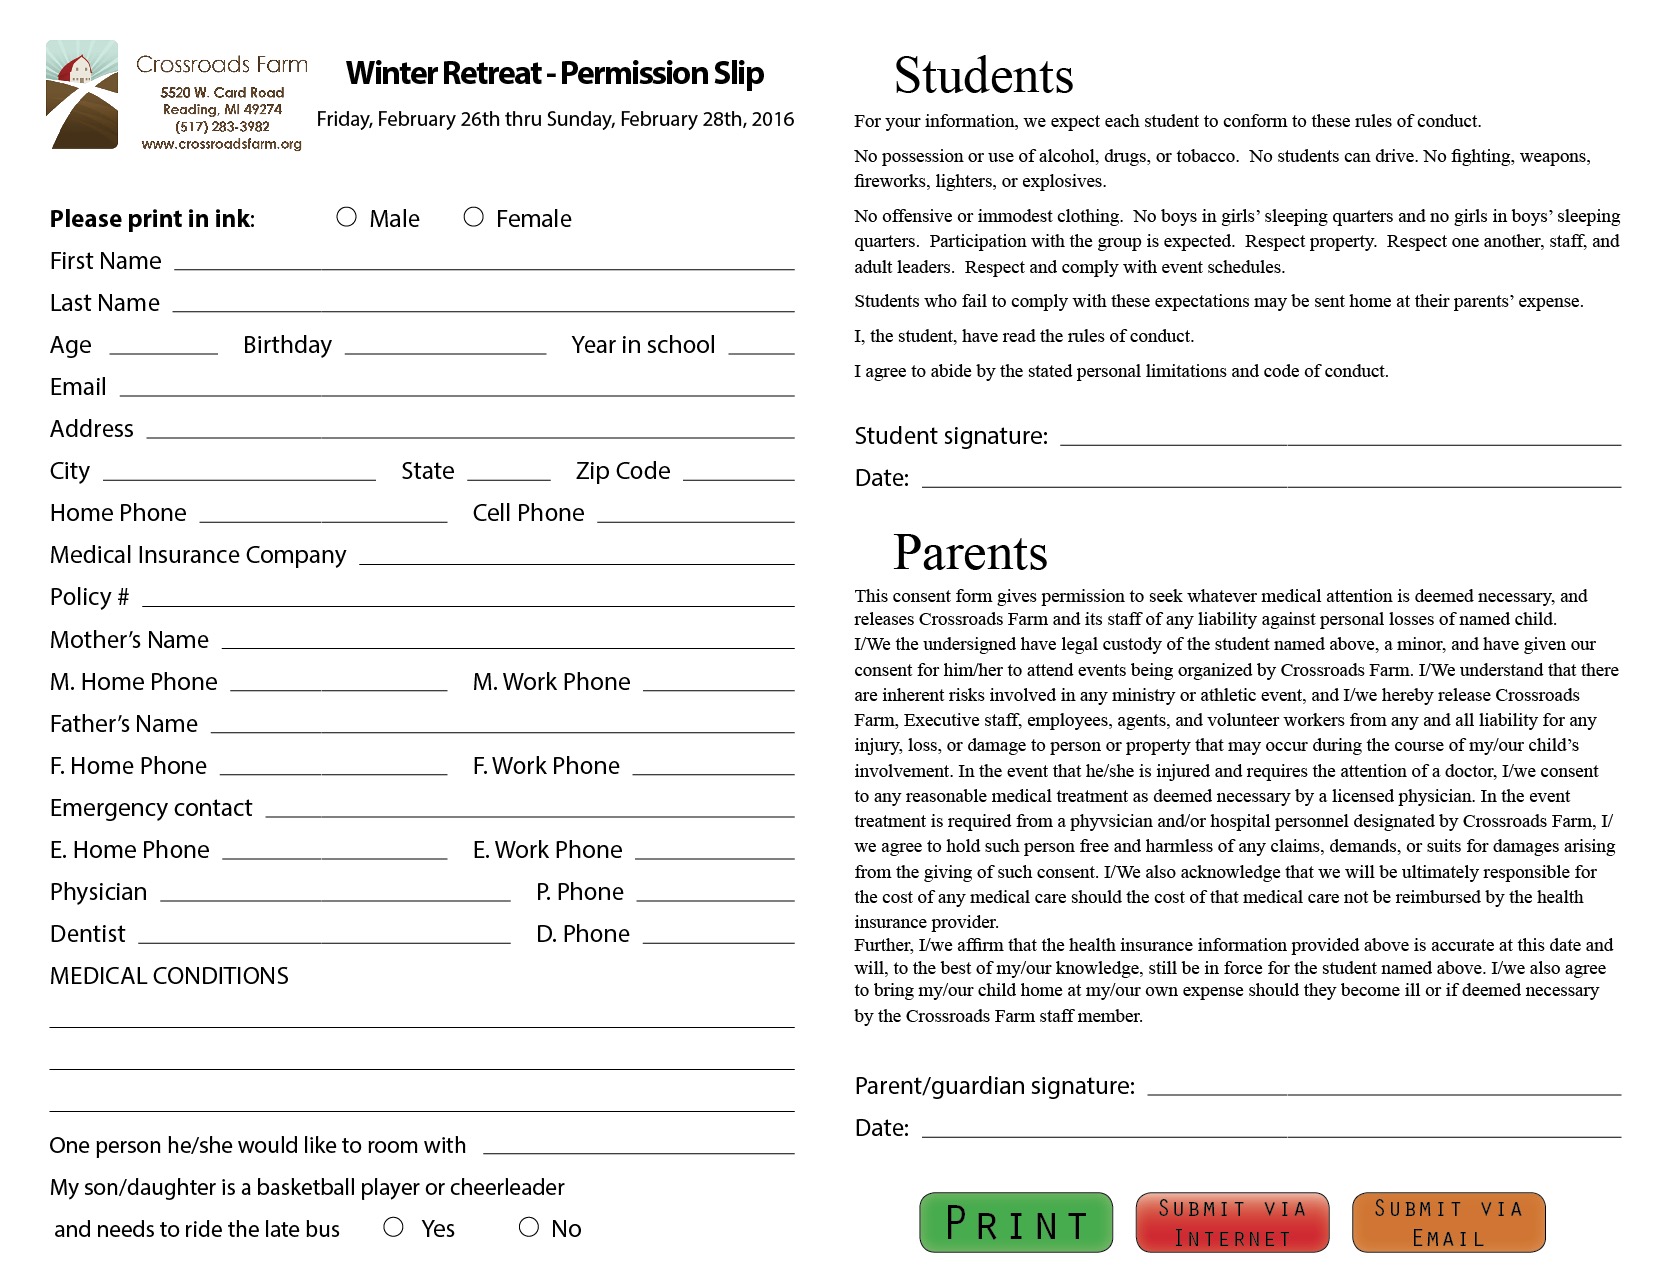 Crossroads Farm
5520 W. Card Road
Reading, MI 49274
(517) 283-3982
www.crossroadsfarm.org
Winter Retreat - Permission Slip
Friday, February 26th thru Sunday, February 28th, 2016
Please print in ink: Male Female
First Name
Last Name
Age Birthday Year in school
Email
Address
City State Zip Code
Home Phone Cell Phone
Medical Insurance Company
Policy #
Mother’s Name
M. Home Phone M. Work Phone
Father’s Name
F. Home Phone F. Work Phone
Emergency contact
E. Home Phone E. Work Phone
Physician P. Phone
Dentist D. Phone
MEDICAL CONDITIONS
One person he/she would like to room with
My son/daughter is a basketball player or cheerleader
and needs to ride the late bus Yes No
Students
For your information, we expect each student to conform to these rules of conduct.
No possession or use of alcohol, drugs, or tobacco. No students can drive. No fighting, weapons,
fireworks, lighters, or explosives.
No offensive or immodest clothing. No boys in girls’ sleeping quarters and no girls in boys’ sleeping
quarters. Participation with the group is expected. Respect property. Respect one another, staff, and
adult leaders. Respect and comply with event schedules.
Students who fail to comply with these expectations may be sent home at their parents’ expense.
I, the student, have read the rules of conduct.
I agree to abide by the stated personal limitations and code of conduct.
Student signature:
Date:
Parents
This consent form gives permission to seek whatever medical attention is deemed necessary, and
releases Crossroads Farm and its staff of any liability against personal losses of named child.
I/We the undersigned have legal custody of the student named above, a minor, and have given our
consent for him/her to attend events being organized by Crossroads Farm. I/We understand that there
are inherent risks involved in any ministry or athletic event, and I/we hereby release Crossroads
Farm, Executive staff, employees, agents, and volunteer workers from any and all liability for any
injury, loss, or damage to person or property that may occur during the course of my/our child’s
involvement. In the event that he/she is injured and requires the attention of a doctor, I/we consent
to any reasonable medical treatment as deemed necessary by a licensed physician. In the event
treatment is required from a phyvsician and/or hospital personnel designated by Crossroads Farm, I/
we agree to hold such person free and harmless of any claims, demands, or suits for damages arising
from the giving of such consent. I/We also acknowledge that we will be ultimately responsible for
the cost of any medical care should the cost of that medical care not be reimbursed by the health
insurance provider.
Further, I/we affirm that the health insurance information provided above is accurate at this date and
will, to the best of my/our knowledge, still be in force for the student named above. I/we also agree
to bring my/our child home at my/our own expense should they become ill or if deemed necessary
by the Crossroads Farm staff member.
Parent/guardian signature:
Date:
Print
Submit via
Internet
Submit via
Email